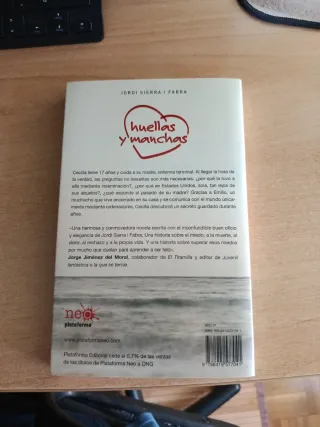 JORDI SIERRA I FABRA
huellas
y manchas
Cecilia tiene 17 años y cuida a su madre, enferma terminal. Al llegar la hora de
la verdad, las preguntas no resueltas son más necesarias: ¿por qué la tuvo a
ella mediante inseminación?, ¿por qué en Estados Unidos, sola, tan lejos de
sus abuelos?, ¿qué esconde el pasado de su madre? Gracias a Emilio, un
muchacho que vive encerrado en su casa y se comunica con el mundo única-
mente mediante ordenadores, Cecilia descubrirá un secreto guardado durante
años.
«Una hermosa y conmovedora novela escrita con el inconfundible buen oficio
y elegancia de Jordi Sierra i Fabra. Una historia sobre el miedo, a la muerte, al
dolor, al rechazo y a la propia vida. Y una historia sobre superar esos miedos
por mucho que cueste para aprender a ser feliz».
Jorge Jiménez del Moral, colaborador de El Tiramilla y editor de Juvenil
fantástica a la que se tercie.
neo
plataforma
www.plataformaneo.com
Plataforma Editorial cede el 0,7% de las ventas
de los títulos de Plataforma Neo a ONG.